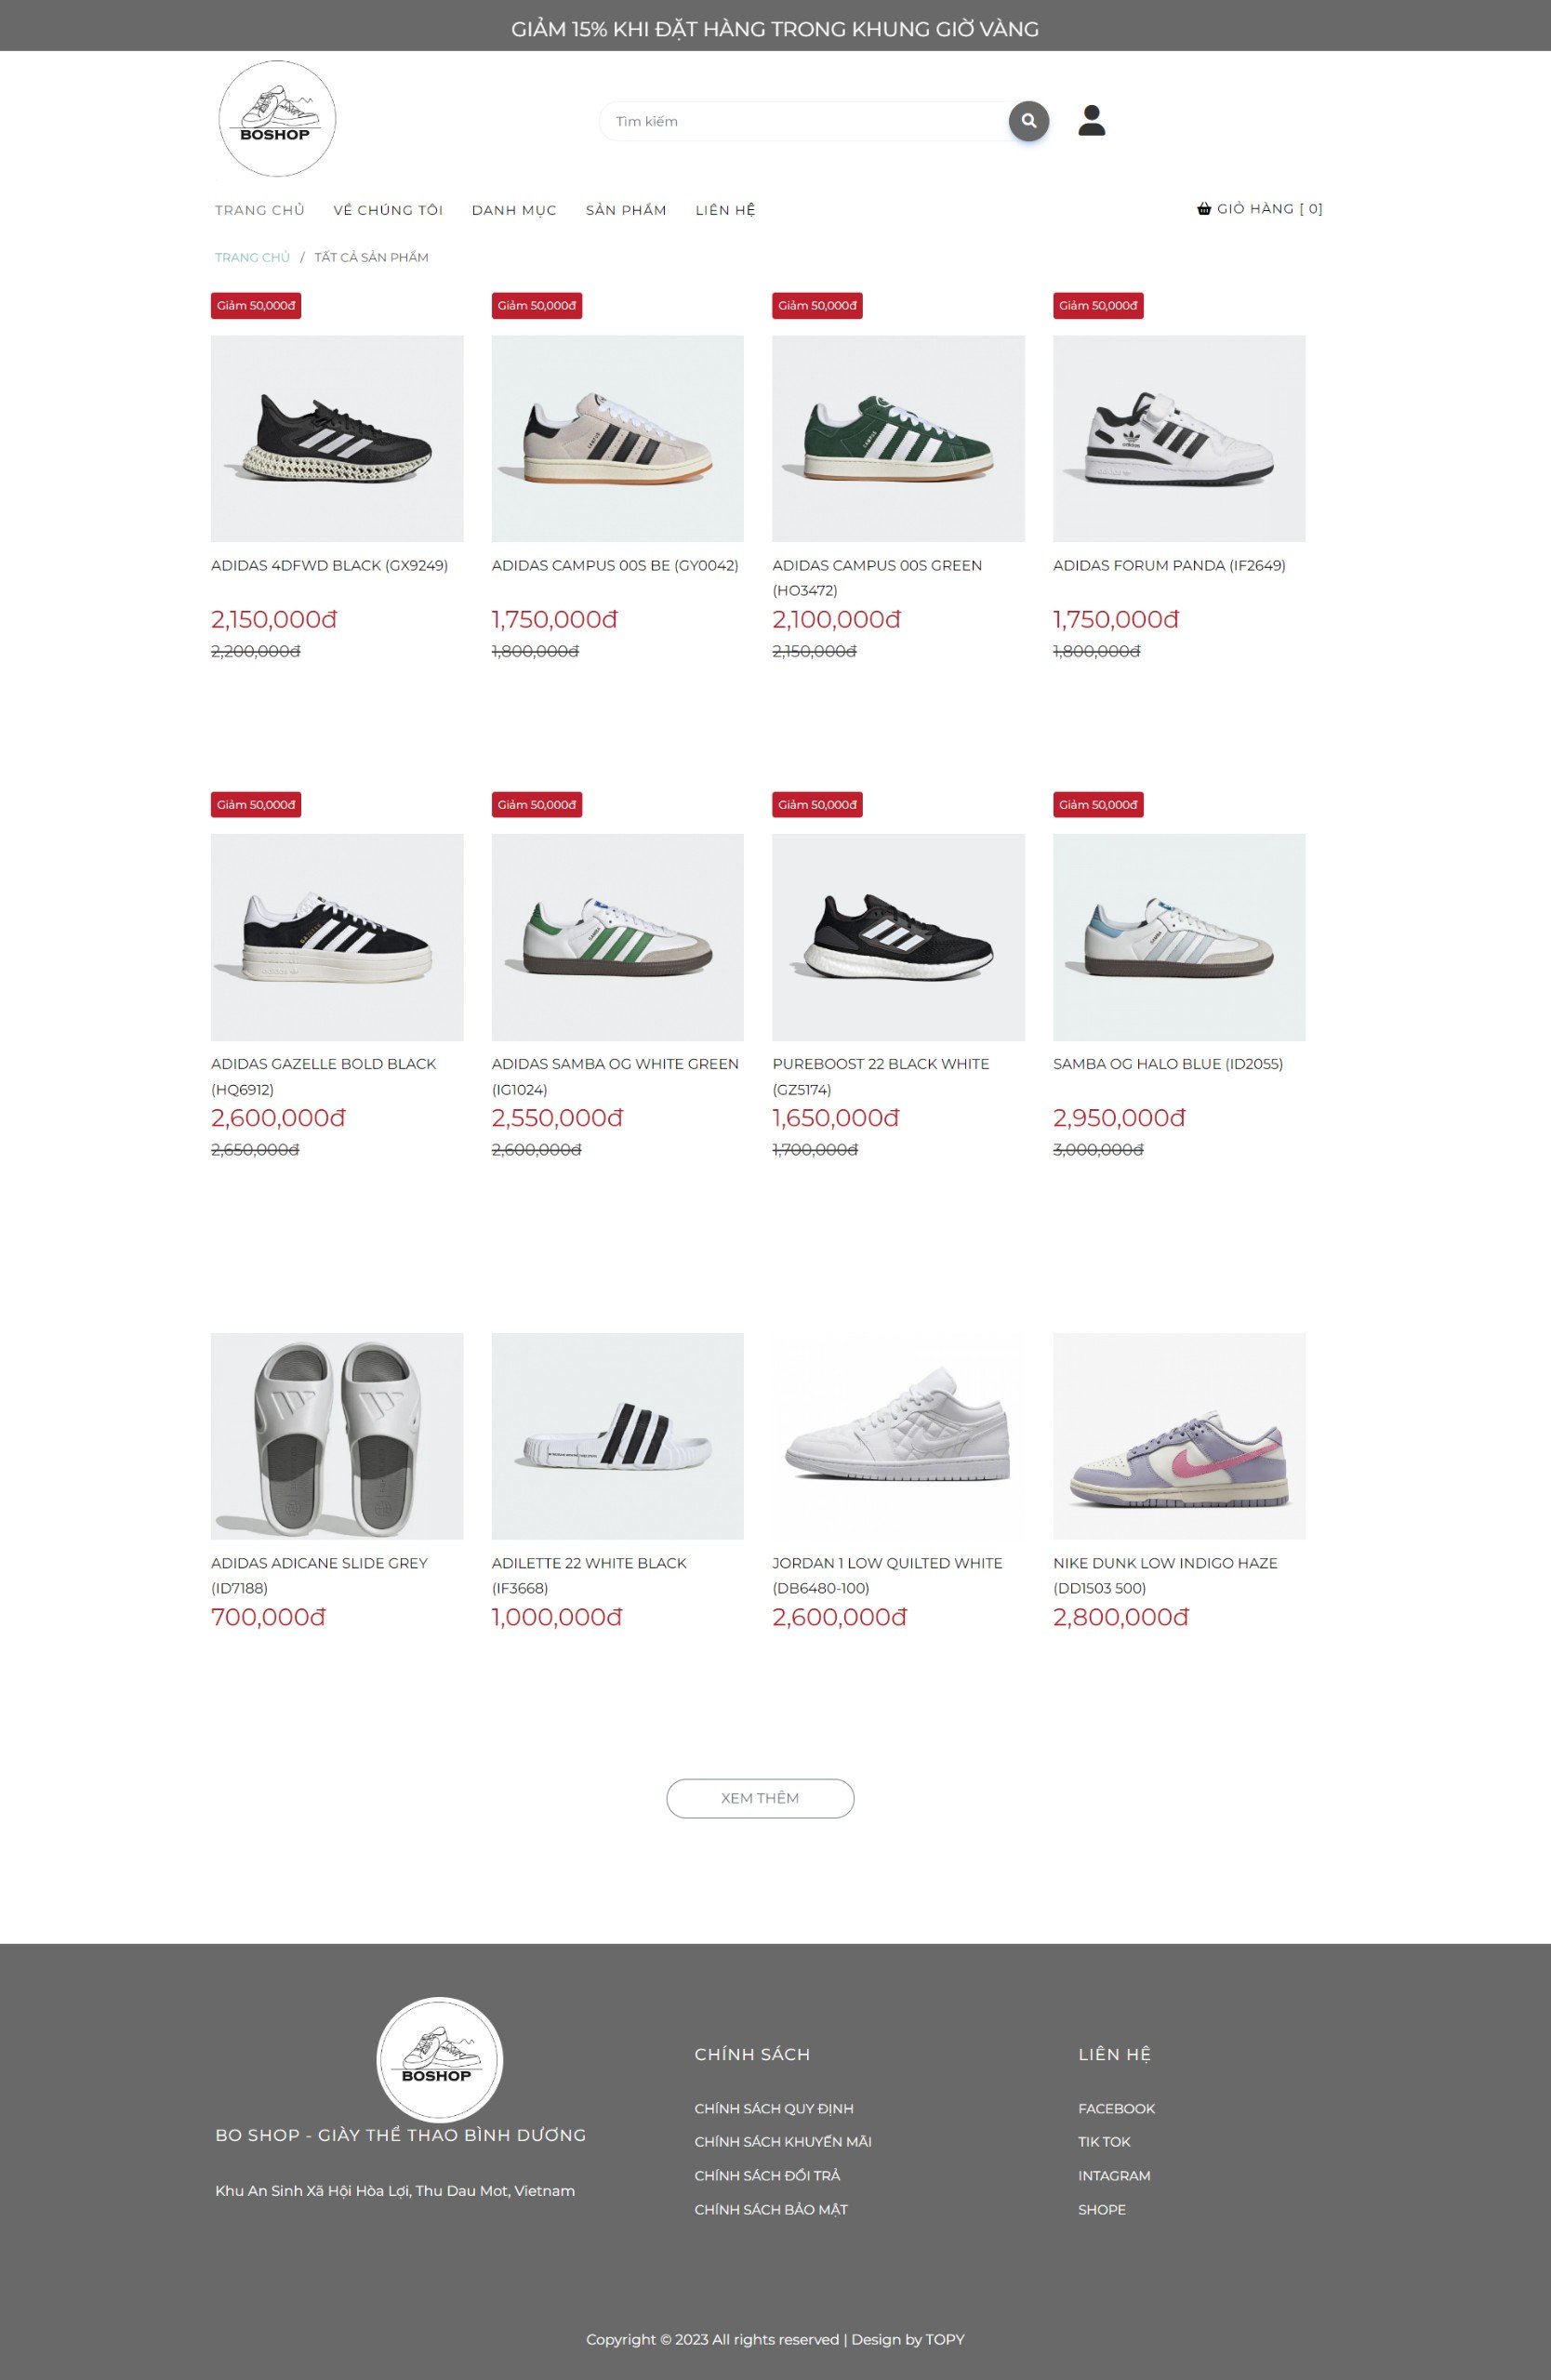 GIẢM 15% KHI ĐẶT HÀNG TRONG KHUNG GIỜ VÀNG
BOSHOP
Tìm kiếm
TRANG CHỦ VỀ CHÚNG TÔI DANH MỤC SẢN PHẨM LIÊN HỆ GIỎ HÀNG [ 0]
TRANG CHỦ / TẤT CẢ SẢN PHẨM
Giảm 50,000đ Giảm 50,000đ Giảm 50,000đ Giảm 50,000đ
ADIDAS 4DFWD BLACK (GX9249)
2,150,000đ
2,200,000đ
ADIDAS CAMPUS 00S BE (GY0042)
1,750,000đ
1,800,000đ
ADIDAS CAMPUS 00S GREEN
(HO3472)
2,100,000đ
2,150,000đ
ADIDAS FORUM PANDA (IF2649)
1,750,000đ
1,800,000đ
Giảm 50,000đ Giảm 50,000đ Giảm 50,000đ Giảm 50,000đ
ADIDAS GAZELLE BOLD BLACK
(HQ6912)
2,600,000đ
2,650,000đ
ADIDAS SAMBA OG WHITE GREEN
(IG1024)
2,550,000đ
2,600,000đ
PUREBOOST 22 BLACK WHITE
(GZ5174)
1,650,000đ
1,700,000đ
SAMBA OG HALO BLUE (ID2055)
2,950,000đ
3,000,000đ
ADIDAS ADICANE SLIDE GREY
(ID7188)
700,000đ
ADILETTE 22 WHITE BLACK
(IF3668)
1,000,000đ
JORDAN 1 LOW QUILTED WHITE
(DB6480-100)
2,600,000đ
NIKE DUNK LOW INDIGO HAZE
(DD1503 500)
2,800,000đ
XEM THÊM
BOSHOP
BO SHOP - GIÀY THỂ THAO BÌNH DƯƠNG
Khu An Sinh Xã Hội Hòa Lợi, Thu Dau Mot, Vietnam
CHÍNH SÁCH
CHÍNH SÁCH QUY ĐỊNH
CHÍNH SÁCH KHUYẾN MÃI
CHÍNH SÁCH ĐỔI TRẢ
CHÍNH SÁCH BẢO MẬT
LIÊN HỆ
FACEBOOK
TIK TOK
INTAGRAM
SHOPE
Copyright © 2023 All rights reserved | Design by TOPY